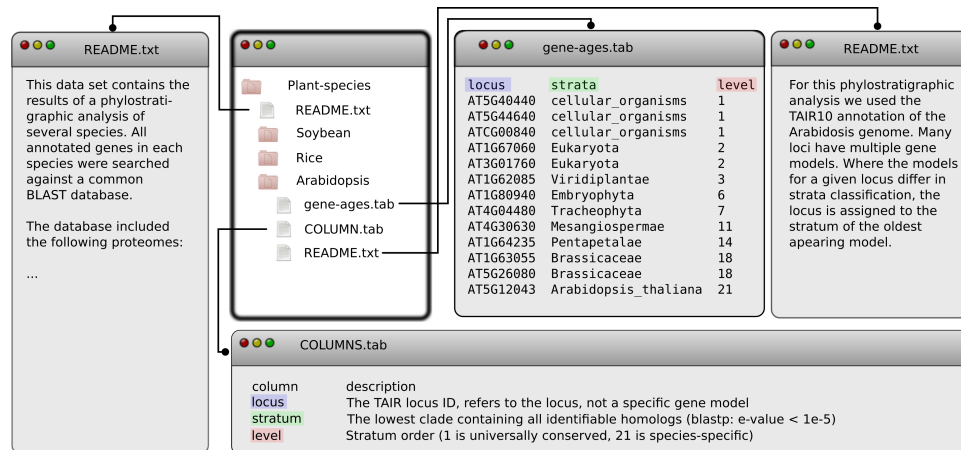 README.txt
This data set contains the
results of a phylostrati-
graphic analysis of
several species. All
annotated genes in each
species were searched
against a common
BLAST database.
The database included
the following proteomes:
...
Plant-species
README.txt
Soybean
Rice
Arabidopsis
gene-ages.tab
COLUMN.tab
README.txt
gene-ages.tab
locus strata level
AT5G40440 cellular_organisms 1
AT5G44640 cellular_organisms 1
ATCG00840 cellular_organisms 1
AT1G67060 Eukaryota 2
AT3G01760 Eukaryota 2
AT1G62085 Viridiplantae 3
AT1G80940 Embryophyta 6
AT4G04480 Tracheophyta 7
AT4G30630 Mesangiospermae 11
AT1G64235 Pentapetalae 14
AT1G63055 Brassicaceae 18
AT5G26080 Brassicaceae 18
AT5G12043 Arabidopsis_thaliana 21
README.txt
For this phylostratigraphic
analysis we used the
TAIR10 annotation of the
Arabidosis genome. Many
loci have multiple gene
models. Where the models
for a given locus differ in
strata classification, the
locus is assigned to the
stratum of the oldest
apearing model.
COLUMNS.tab
column description
locus The TAIR locus ID, refers to the locus, not a specific gene model
stratum The lowest clade containing all identifiable homologs (blastp: e-value < 1e-5)
level Stratum order (1 is universally conserved, 21 is species-specific)